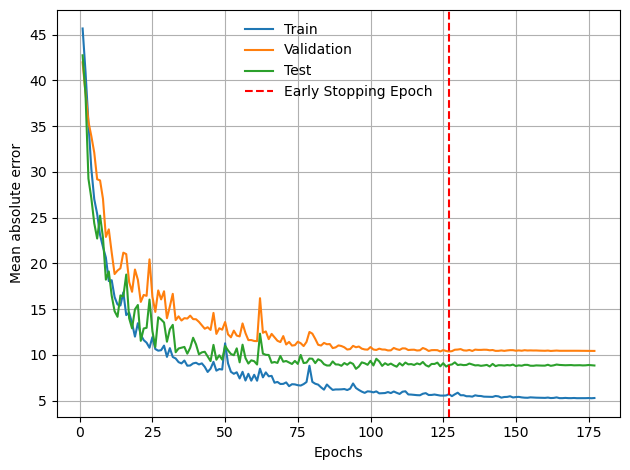 Train
Validation
Test
Early Stopping Epoch
Mean absolute error
45
40
35
30
25
20
15
10
5
0 25 50 75 100 125 150 175
Epochs